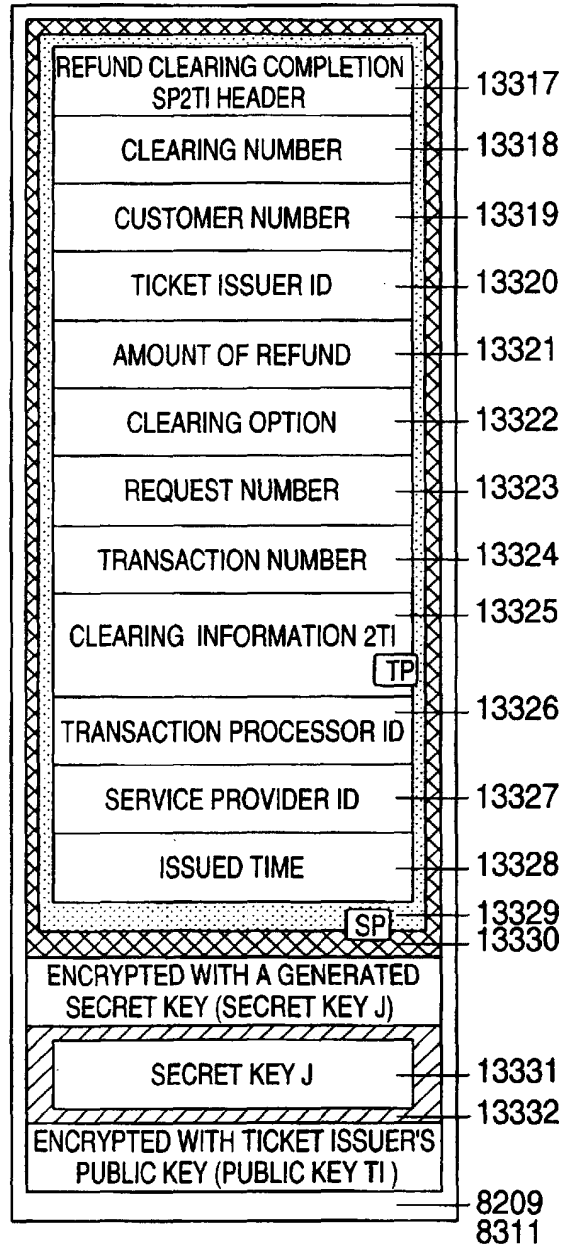 REFUND CLEARING COMPLETION
SP2TI HEADER
13317
CLEARING NUMBER
13318
CUSTOMER NUMBER
13319
TICKET ISSUER ID
13320
AMOUNT OF REFUND
13321
CLEARING OPTION
13322
REQUEST NUMBER
13323
TRANSACTION NUMBER
13324
13325
CLEARING INFORMATION 2TI
TP
13326
TRANSACTION PROCESSOR ID
SERVICE PROVIDER ID
13327
ISSUED TIME
13328
13329
SP
13330
ENCRYPTED WITH A GENERATED
SECRET KEY (SECRET KEY J)
SECRET KEY J
13331
13332
ENCRYPTED WITH TICKET ISSUER'S
PUBLIC KEY (PUBLIC KEY TI )
8209
8311